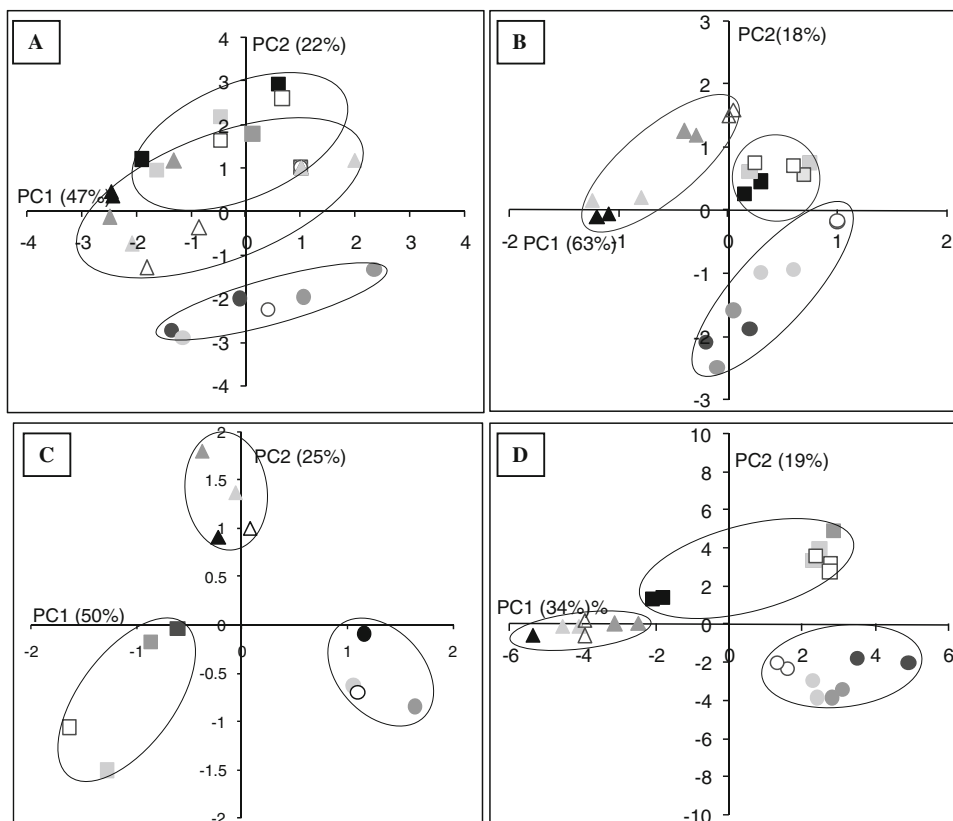 A
PC2 (22%)
4
3
2
1
0
-1
-2
-3
-4
PC1 (47%)
-4 -3 -2 -1 0 1 2 3 4
B
PC2(18%)
3
2
1
0
-1
-2
-3
PC1 (63%)
-2 -1 0 1 2
C
PC2 (25%)
2
1.5
1
0.5
0
-0.5
-1
-1.5
-2
PC1 (50%)
-2 -1 0 1 2
D
PC2 (19%)
10
8
6
4
2
0
-2
-4
-6
-8
-10
PC1 (34%)%
-6 -4 -2 0 2 4 6